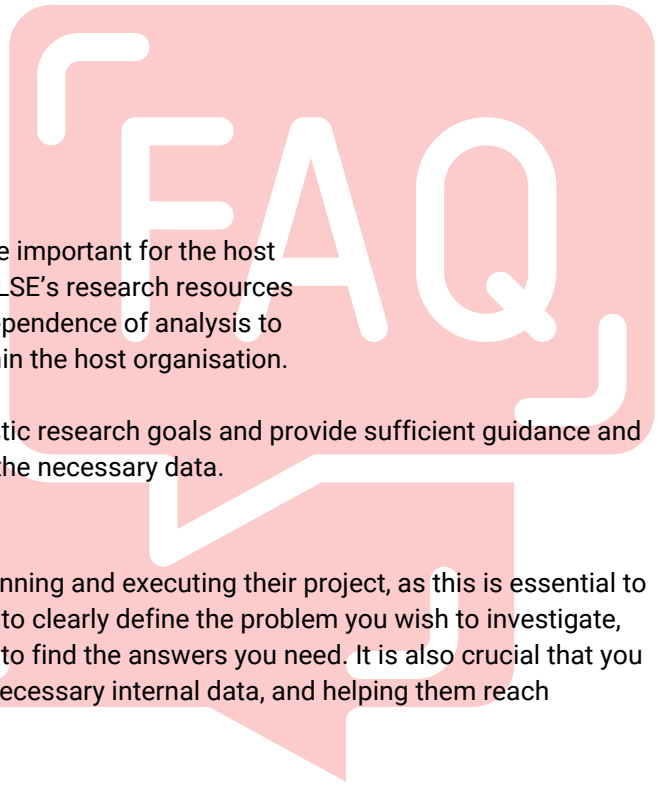 FAQ
e important for the host
LSE's research resources
pendence of analysis to
in the host organisation.
tic research goals and provide sufficient guidance and
the necessary data.
nning and executing their project, as this is essential to
to clearly define the problem you wish to investigate,
to find the answers you need. It is also crucial that you
ecessary internal data, and helping them reach